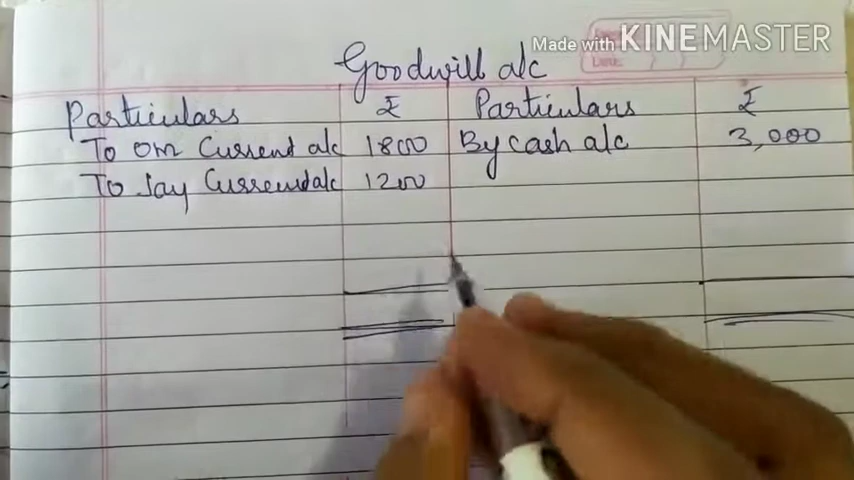 Made with KINEMASTER
Goodwill a/c
Particulars ₹ Particulars ₹
To om Current a/c 1800 By cash a/c 3,000
To Jay Current a/c 1200